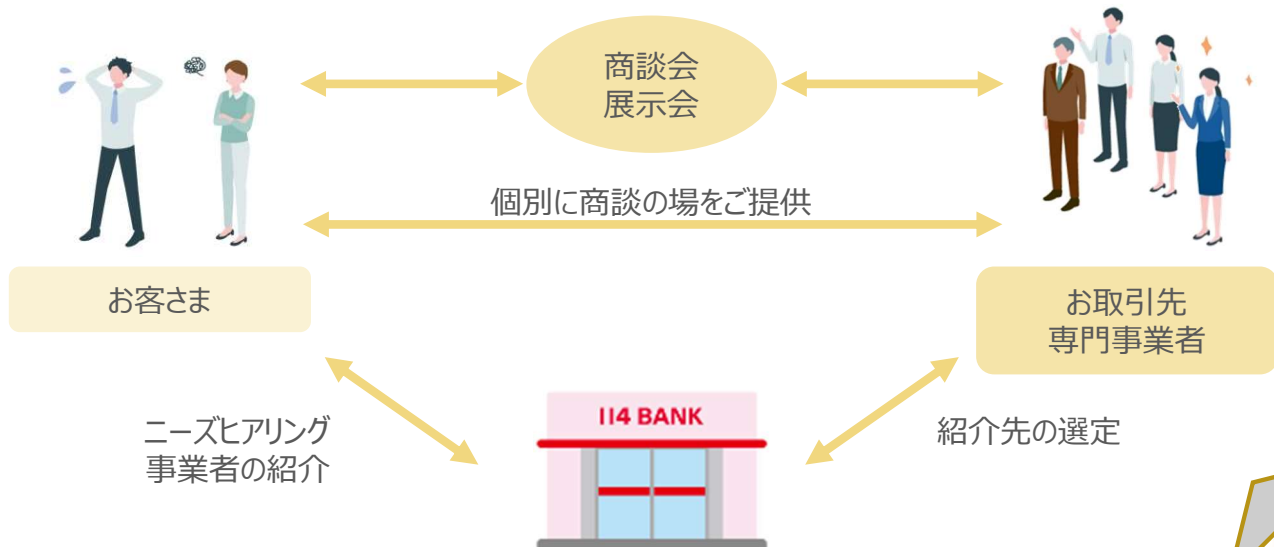 商談会
展示会
個別に商談の場をご提供
お客さま
お取引先
専門事業者
ニーズヒアリング
事業者の紹介
114 BANK
紹介先の選定